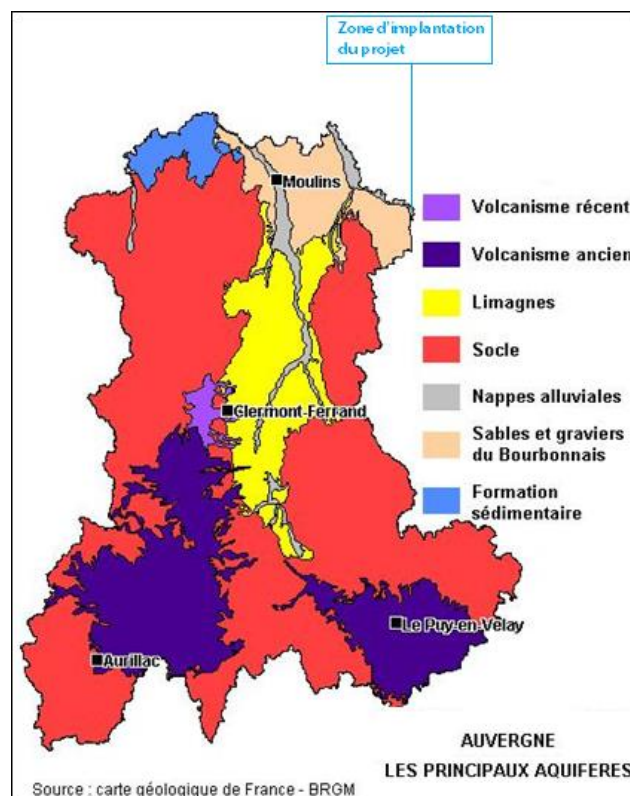 Zone d'implantation
du projet
Moulins
Volcanisme récent
Volcanisme ancien
Limagnes
Socle
Clermont-Ferrand
Nappes alluviales
Sables et graviers
du Bourbonnais
Formation
sédimentaire
Le Puy-en-Velay
Aurillac
AUVERGNE
LES PRINCIPAUX AQUIFERES
Source : carte géologique de France - BRGM